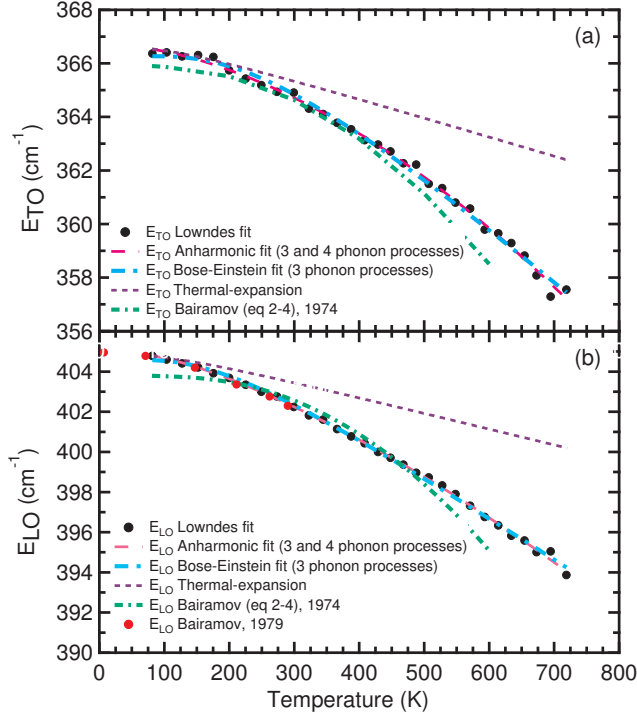 368
(a)
366
364
362
360
358
356
E_TO (cm⁻¹)
E_TO Lowndes fit
E_TO Anharmonic fit (3 and 4 phonon processes)
E_TO Bose-Einstein fit (3 phonon processes)
E_TO Thermal-expansion
E_TO Bairamov (eq 2-4), 1974
(b)
404
402
400
398
396
394
392
390
E_LO (cm⁻¹)
E_LO Lowndes fit
E_LO Anharmonic fit (3 and 4 phonon processes)
E_LO Bose-Einstein fit (3 phonon processes)
E_LO Thermal-expansion
E_LO Bairamov (eq 2-4), 1974
E_LO Bairamov, 1979
0 100 200 300 400 500 600 700 800
Temperature (K)